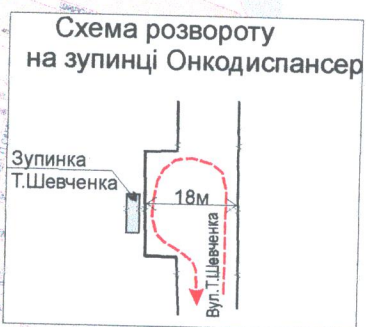 Схема розвороту
на зупинці Онкодиспансер
Зупинка
Т.Шевченка
18м
Вул.Т.Шевченка